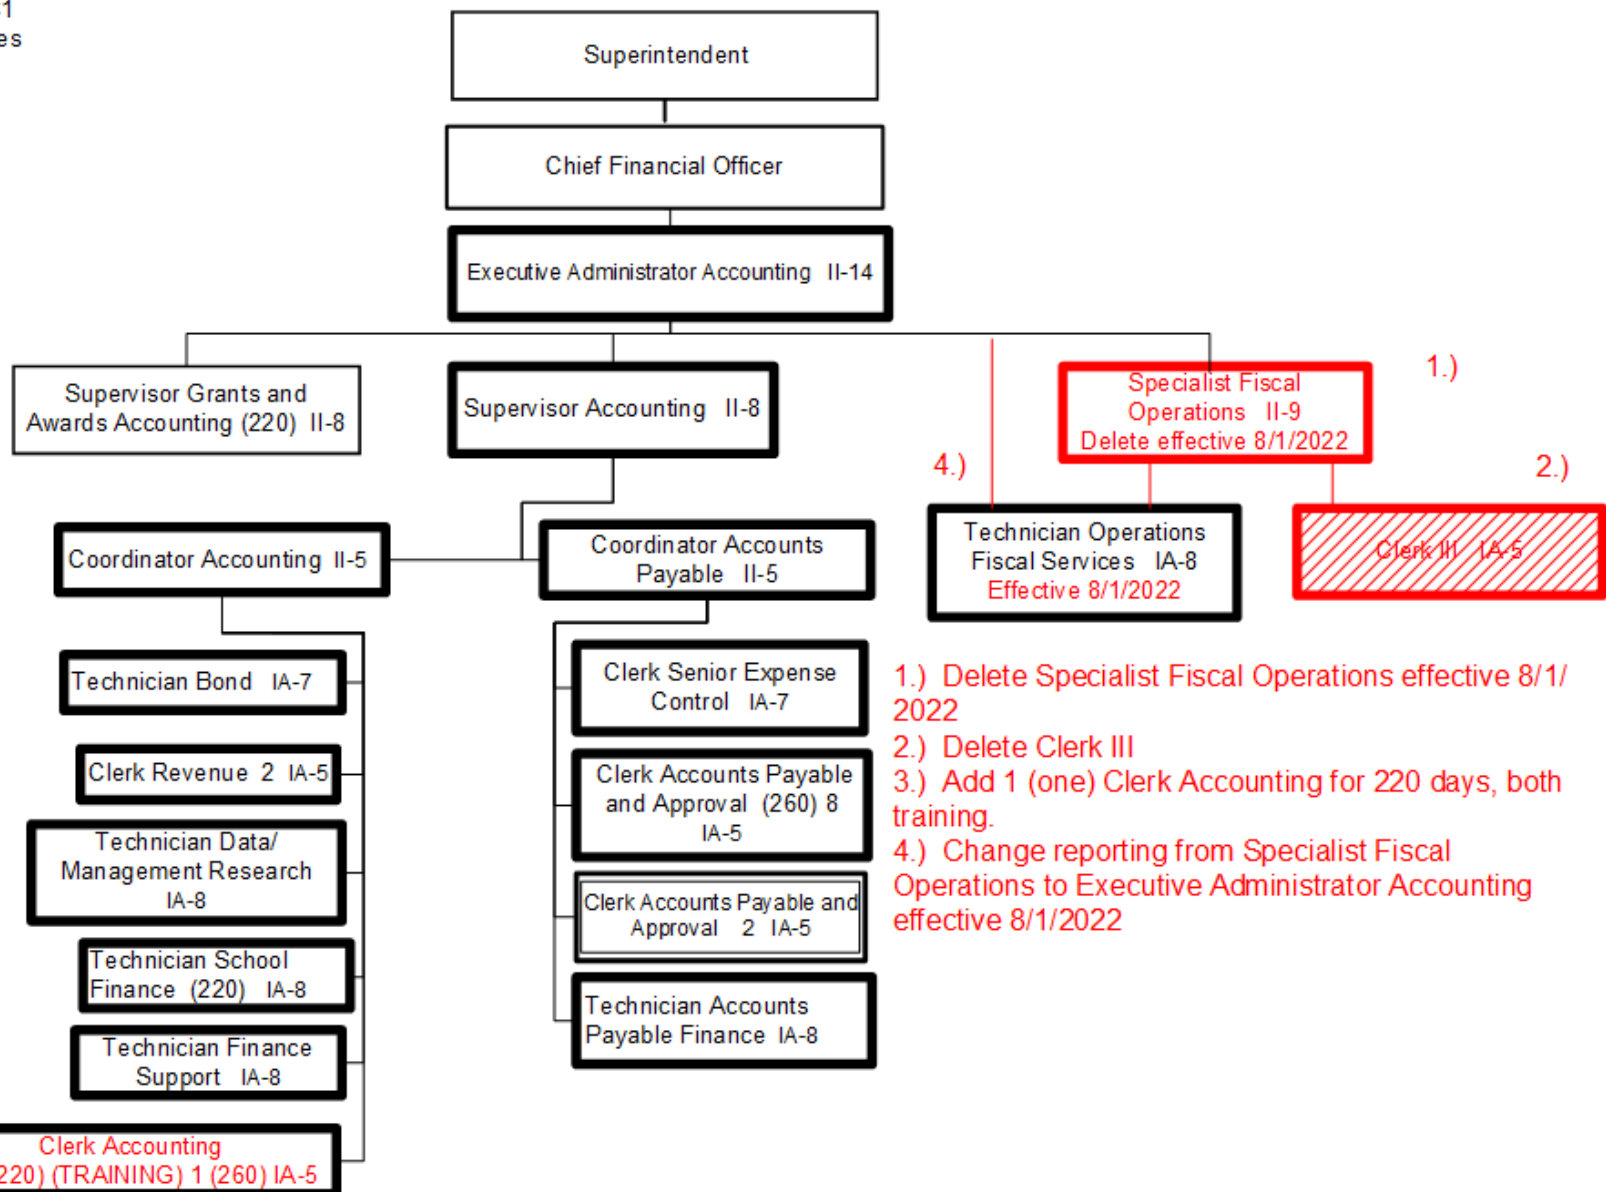 Superintendent
Chief Financial Officer
Executive Administrator Accounting II-14
Supervisor Grants and
Awards Accounting (220) II-8
Supervisor Accounting II-8
Specialist Fiscal
Operations II-9
Delete effective 8/1/2022
1.)
4.)
2.)
Technician Operations
Fiscal Services IA-8
Effective 8/1/2022
Clerk III IA-5
Coordinator Accounting II-5
Coordinator Accounts
Payable II-5
Technician Bond IA-7
Clerk Revenue 2 IA-5
Technician Data/
Management Research
IA-8
Technician School
Finance (220) IA-8
Technician Finance
Support IA-8
Clerk Accounting
220) (TRAINING) 1 (260) IA-5
Clerk Senior Expense
Control IA-7
Clerk Accounts Payable
and Approval (260) 8
IA-5
Clerk Accounts Payable and
Approval 2 IA-5
Technician Accounts
Payable Finance IA-8
1.) Delete Specialist Fiscal Operations effective 8/1/
2022
2.) Delete Clerk III
3.) Add 1 (one) Clerk Accounting for 220 days, both
training.
4.) Change reporting from Specialist Fiscal
Operations to Executive Administrator Accounting
effective 8/1/2022